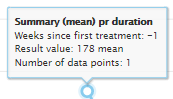 Summary (mean) pr duration
Weeks since first treatment: -1
Result value: 178 mean
Number of data points: 1